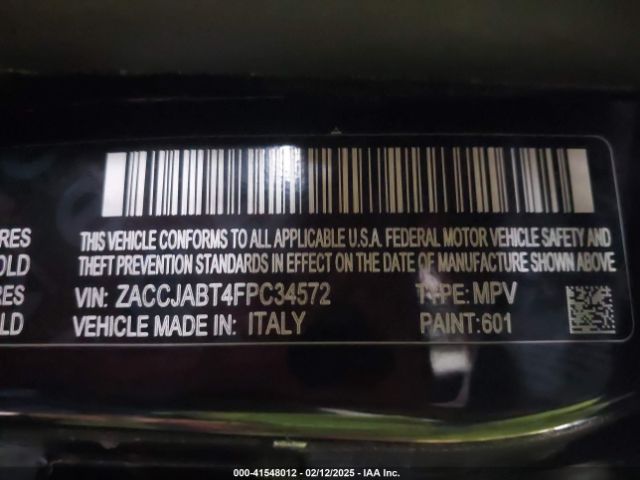 RES
THIS VEHICLE CONFORMS TO ALL APPLICABLE U.S.A. FEDERAL MOTOR VEHICLE SAFETY AND
OLD
THEFT PREVENTION STANDARDS IN EFFECT ON THE DATE OF MANUFACTURE SHOWN ABOVE
RES
VIN: ZACCJABT4FPC34572 TYPE: MPV
LD
VEHICLE MADE IN: ITALY PAINT:601
000-41548012 - 02/12/2025 - IAA Inc.